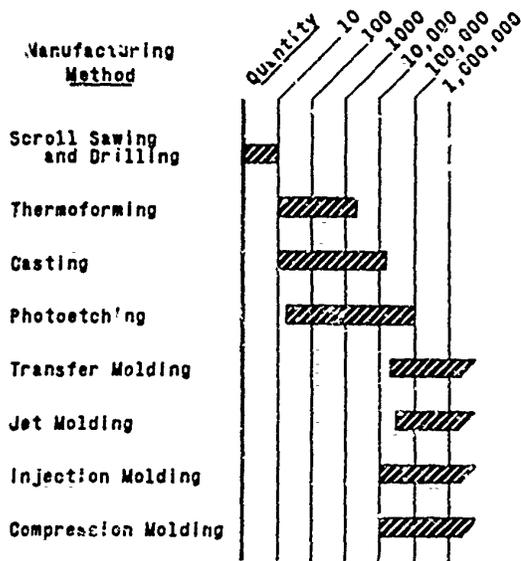 Manufacturing
Method
Quantity
10
100
1000
10,000
100,000
1,000,000
Scroll Sawing
and Drilling
Thermoforming
Casting
Photoetching
Transfer Molding
Jet Molding
Injection Molding
Compression Molding